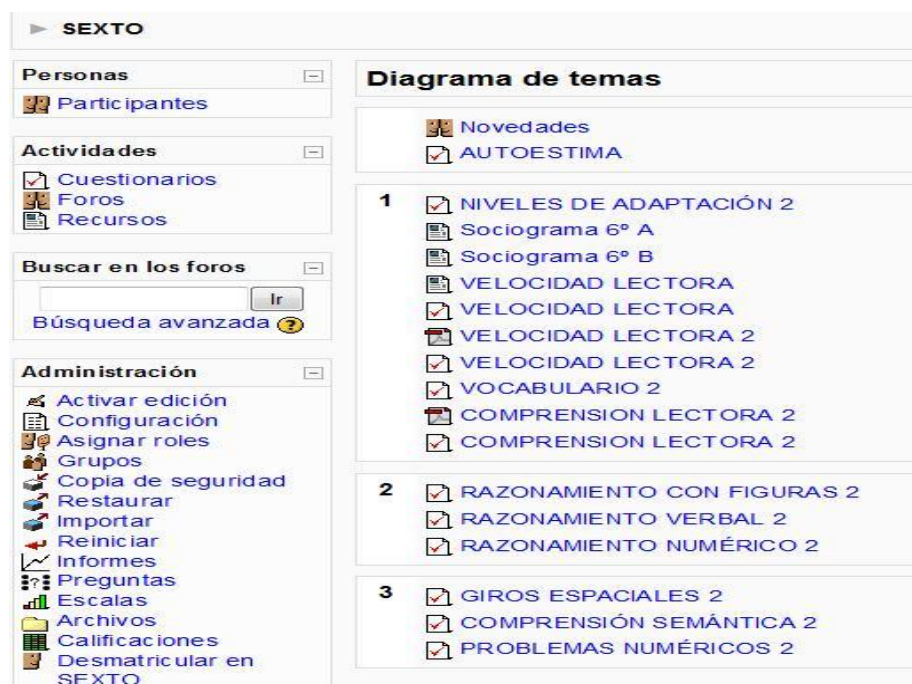 SEXTO
Personas
Participantes
Actividades
Cuestionarios
Foros
Recursos
Buscar en los foros
Ir
Búsqueda avanzada ?
Administración
Activar edición
Configuración
Asignar roles
Grupos
Copia de seguridad
Restaurar
Importar
Reiniciar
Informes
Preguntas
Escalas
Archivos
Calificaciones
Desmatricular en
SEXTO
Diagrama de temas
Novedades
AUTOESTIMA
1 NIVELES DE ADAPTACIÓN 2
Sociograma 6º A
Sociograma 6º B
VELOCIDAD LECTORA
VELOCIDAD LECTORA
VELOCIDAD LECTORA 2
VELOCIDAD LECTORA 2
VOCABULARIO 2
COMPRENSION LECTORA 2
COMPRENSION LECTORA 2
2 RAZONAMIENTO CON FIGURAS 2
RAZONAMIENTO VERBAL 2
RAZONAMIENTO NUMÉRICO 2
3 GIROS ESPACIALES 2
COMPRENSIÓN SEMÁNTICA 2
PROBLEMAS NUMÉRICOS 2